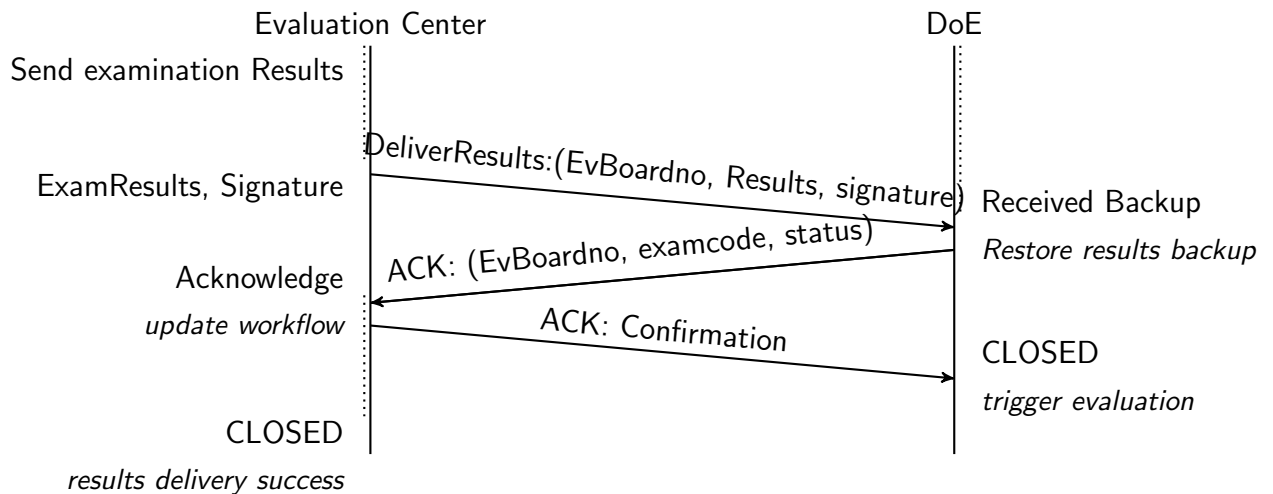 Evaluation Center
DoE
Send examination Results
DeliverResults:(EvBoardno, Results, signature)
ExamResults, Signature
Received Backup
Restore results backup
ACK: (EvBoardno, examcode, status)
Acknowledge
update workflow
ACK: Confirmation
CLOSED
trigger evaluation
CLOSED
results delivery success